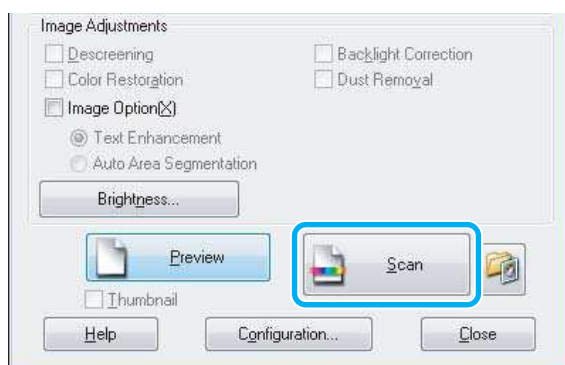 Image Adjustments
Descreening Backlight Correction
Color Restoration Dust Removal
Image Option(X)
Text Enhancement
Auto Area Segmentation
Brightness...
Preview Scan
Thumbnail
Help Configuration... Close